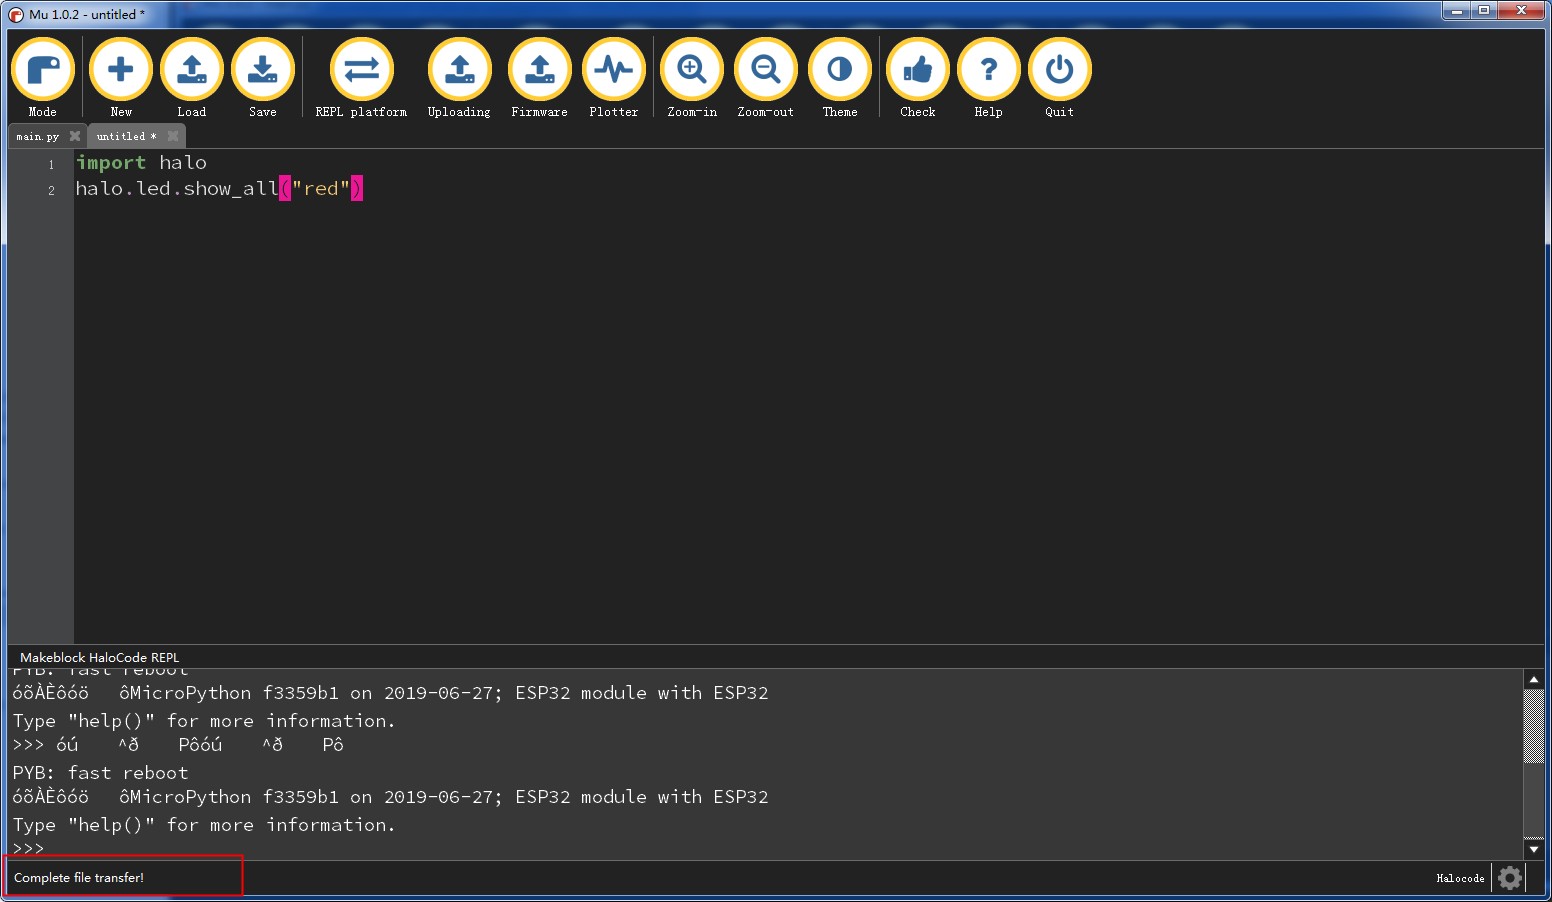 Mu 1.0.2 - untitled *
Mode New Load Save REPL platform Uploading Firmware Plotter Zoom-in Zoom-out Theme Check Help Quit
main.py untitled *
1 import halo
2 halo.led.show_all("red")
Makeblock HaloCode REPL
PYB: fast reboot
óõÀÈôóö ôMicroPython f3359b1 on 2019-06-27; ESP32 module with ESP32
Type "help()" for more information.
>>> óú ^ð Pôóú ^ð Pô
PYB: fast reboot
óõÀÈôóö ôMicroPython f3359b1 on 2019-06-27; ESP32 module with ESP32
Type "help()" for more information.
>>>
Complete file transfer! Halocode